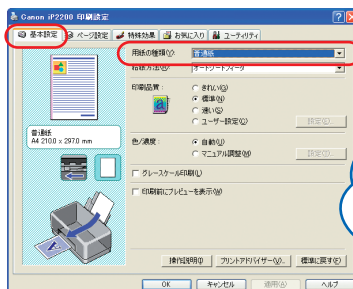 Canon iP2200 印刷設定
基本設定 ページ設定 特殊効果 お気に入り ユーティリティ
用紙の種類(Y): 普通紙
給紙方法(B): オートシートフィーダ
印刷品質: きれい(G)
標準(N)
速い(S)
ユーザー設定(C) 設定(E)...
普通紙
A4 210.0 x 297.0 mm
色/濃度: 自動(U)
マニュアル調整(M) 設定(O)...
グレースケール印刷(L)
印刷前にプレビューを表示(W)
操作説明(I) プリントアドバイザー(V)... 標準に戻す(F)
OK キャンセル 適用(A) ヘルプ